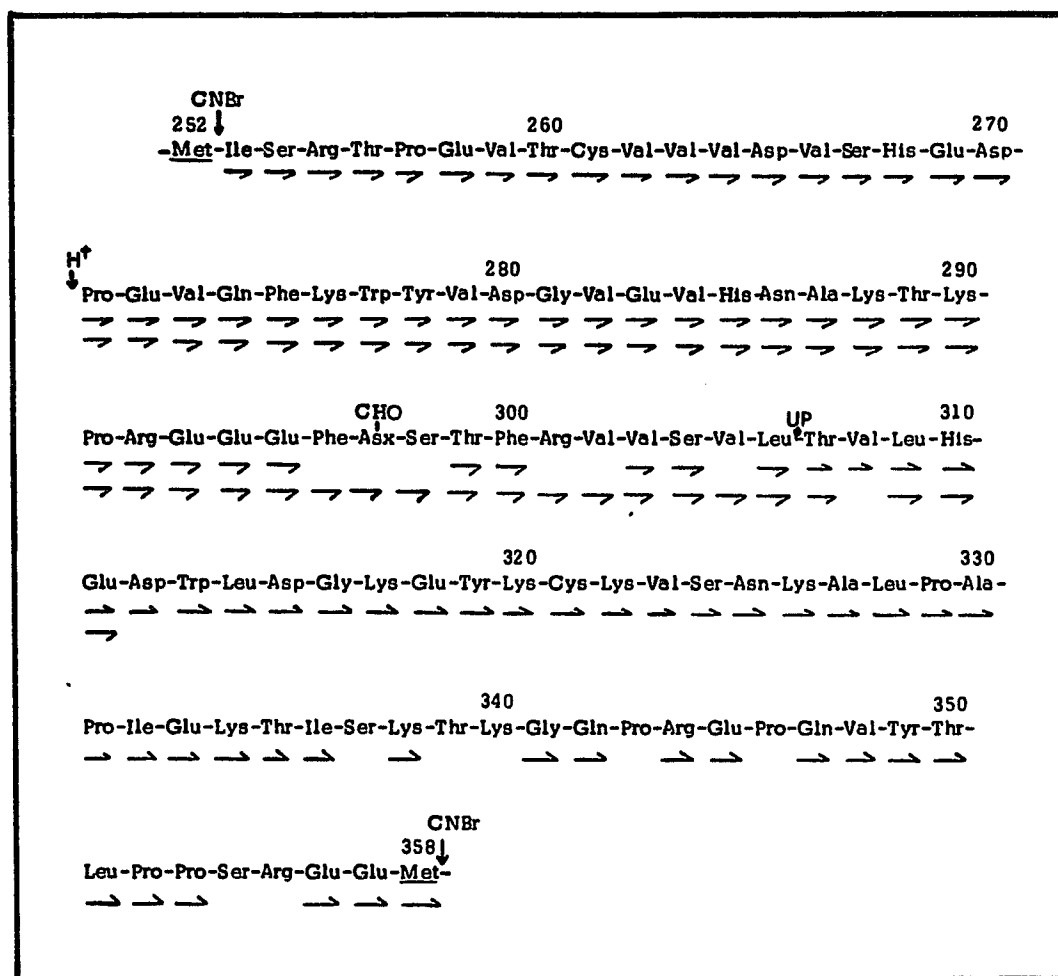 CNBr
252 260 270
-Met-Ile-Ser-Arg-Thr-Pro-Glu-Val-Thr-Cys-Val-Val-Val-Asp-Val-Ser-His-Glu-Asp-
H+
280 290
Pro-Glu-Val-Gln-Phe-Lys-Trp-Tyr-Val-Asp-Gly-Val-Glu-Val-His-Asn-Ala-Lys-Thr-Lys-
CHO 300 310
UP
Pro-Arg-Glu-Glu-Glu-Phe-Asx-Ser-Thr-Phe-Arg-Val-Val-Ser-Val-Leu-Thr-Val-Leu-His-
320 330
Glu-Asp-Trp-Leu-Asp-Gly-Lys-Glu-Tyr-Lys-Cys-Lys-Val-Ser-Asn-Lys-Ala-Leu-Pro-Ala-
340 350
Pro-Ile-Glu-Lys-Thr-Ile-Ser-Lys-Thr-Lys-Gly-Gln-Pro-Arg-Glu-Pro-Gln-Val-Tyr-Thr-
CNBr
358
Leu-Pro-Pro-Ser-Arg-Glu-Glu-Met-